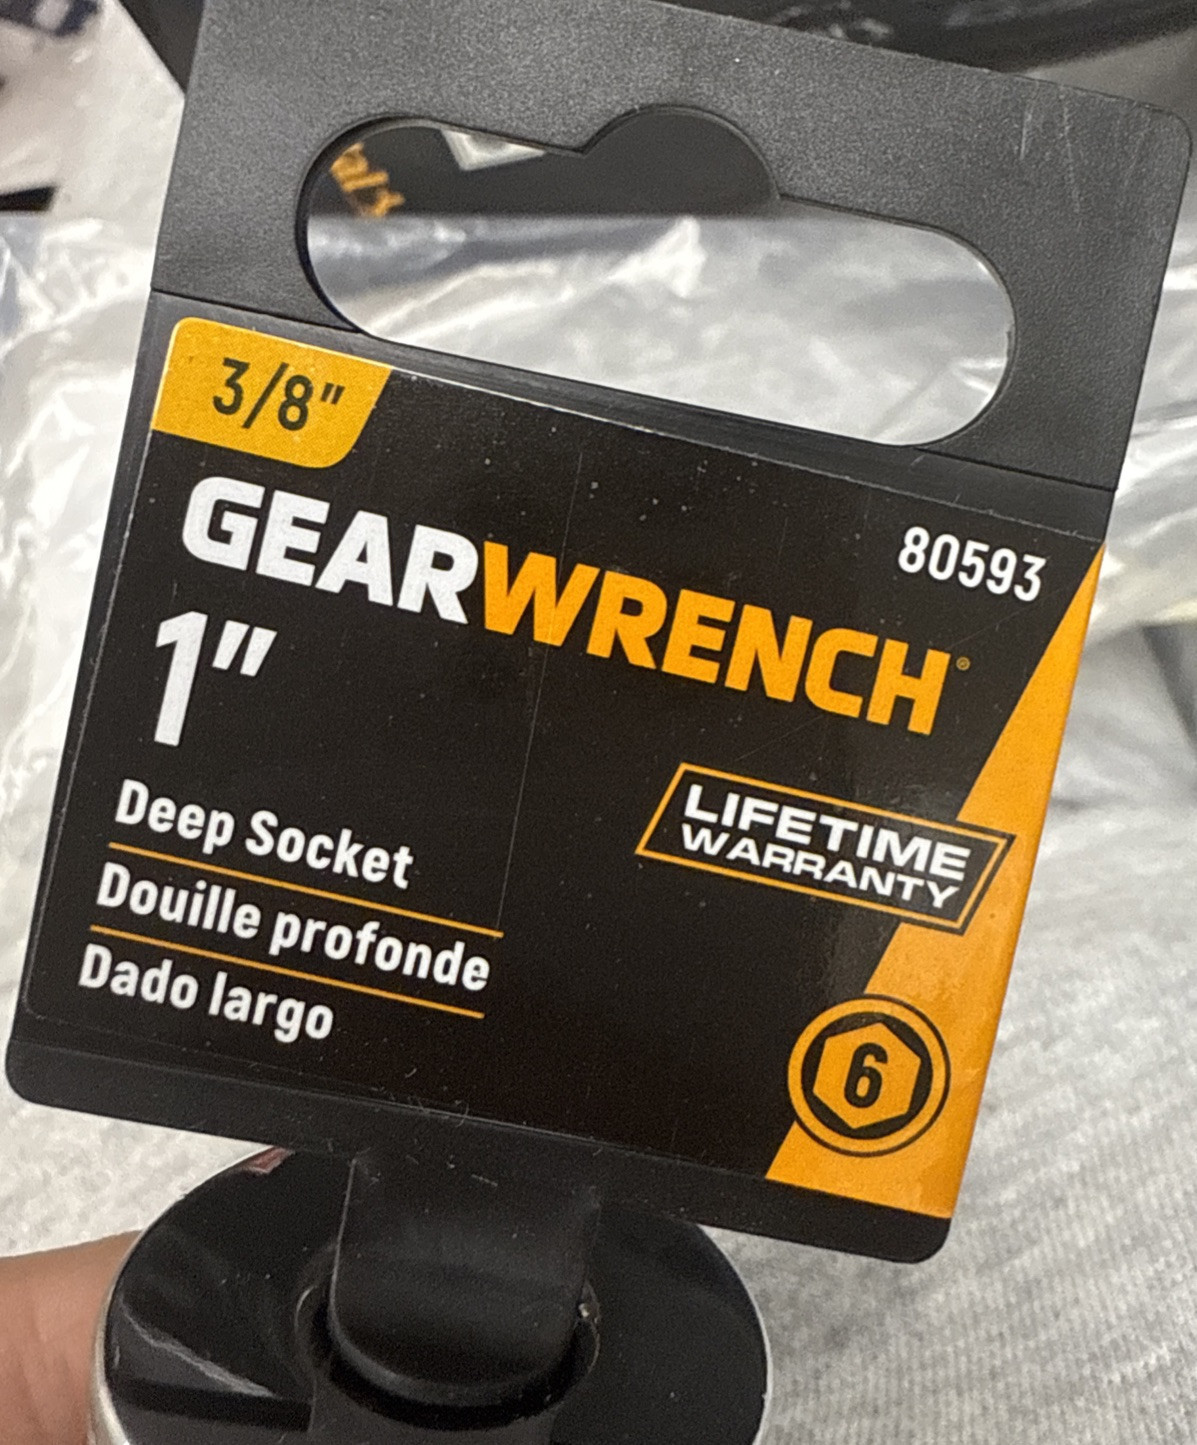 3/8"
80593
GEARWRENCH®
1"
LIFETIME
WARRANTY
Deep Socket
Douille profonde
Dado largo
6